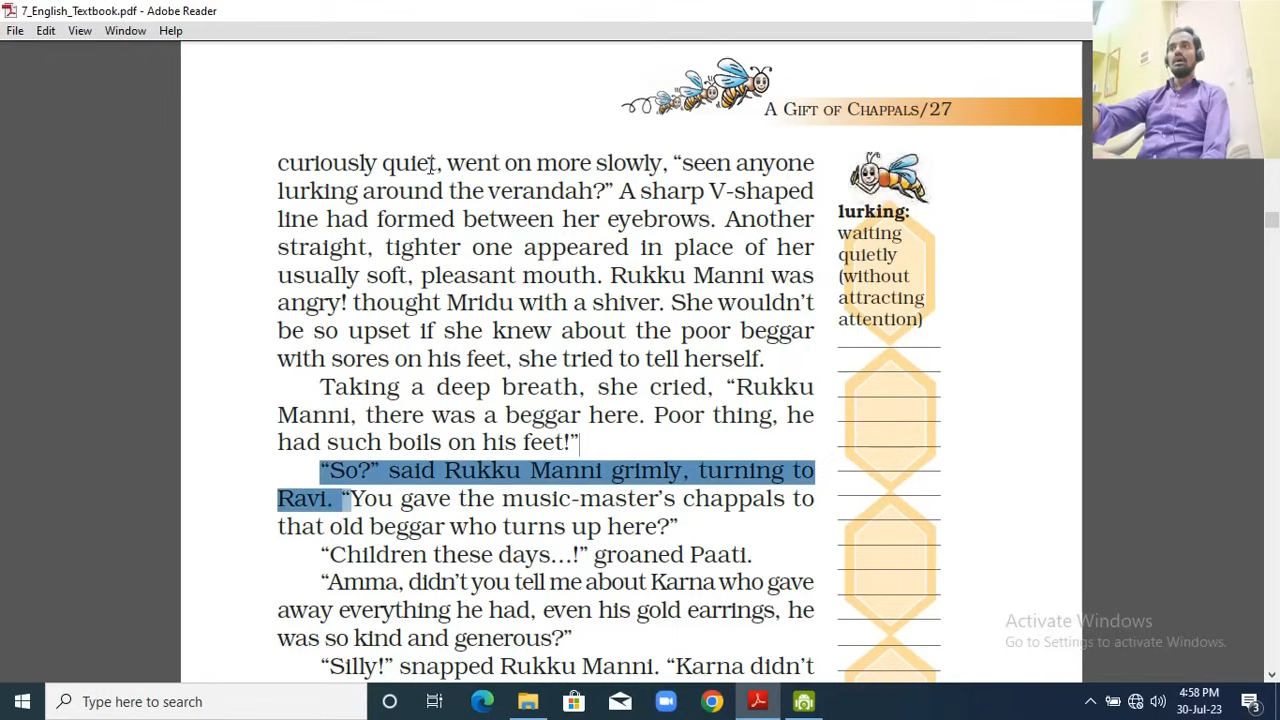 7_English_Textbook.pdf - Adobe Reader
File Edit View Window Help
A GIFT OF CHAPPALS/27
curiously quiet, went on more slowly, “seen anyone
lurking around the verandah?” A sharp V-shaped
line had formed between her eyebrows. Another
straight, tighter one appeared in place of her
usually soft, pleasant mouth. Rukku Manni was
angry! thought Mridu with a shiver. She wouldn’t
be so upset if she knew about the poor beggar
with sores on his feet, she tried to tell herself.
Taking a deep breath, she cried, “Rukku
Manni, there was a beggar here. Poor thing, he
had such boils on his feet!”
“So?” said Rukku Manni grimly, turning to
Ravi. “You gave the music-master’s chappals to
that old beggar who turns up here?”
“Children these days...!” groaned Paati.
“Amma, didn’t you tell me about Karna who gave
away everything he had, even his gold earrings, he
was so kind and generous?”
“Silly!” snapped Rukku Manni. “Karna didn’t
lurking:
waiting
quietly
(without
attracting
attention)
Activate Windows
Go to Settings to activate Windows.
Type here to search
4:58 PM
30-Jul-23
3